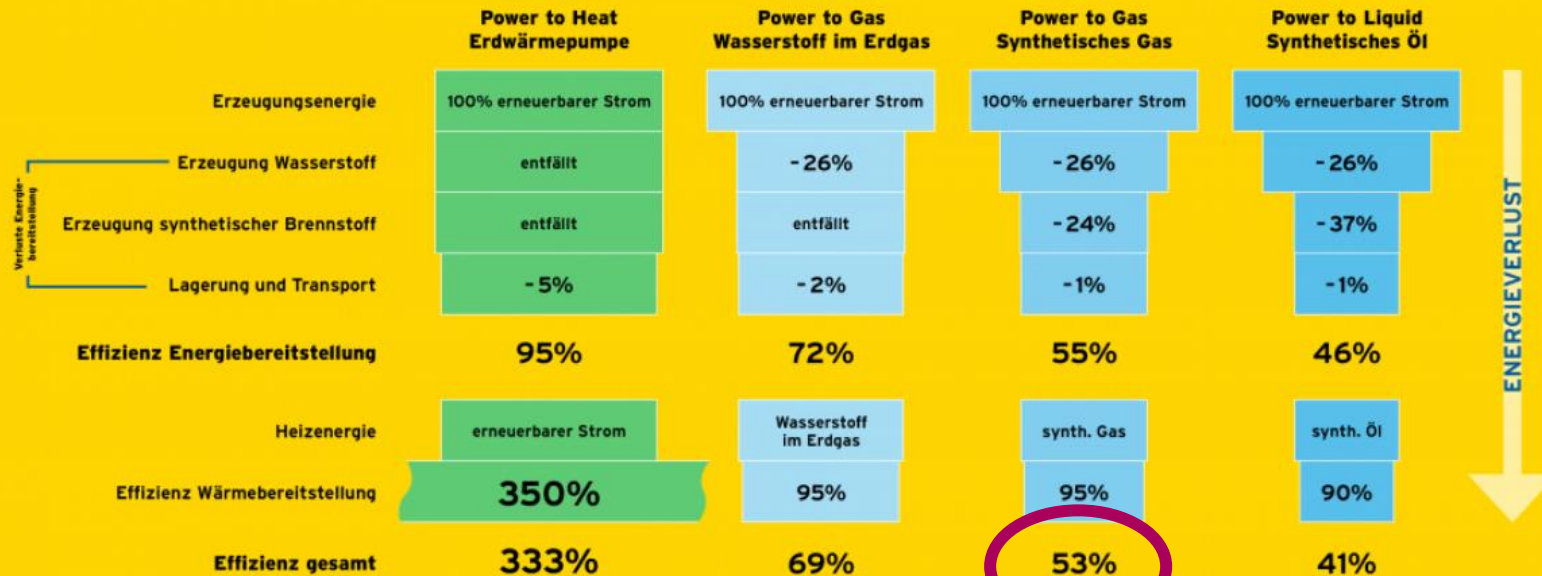 Power to Heat
Erdwärmepumpe
Power to Gas
Wasserstoff im Erdgas
Power to Gas
Synthetisches Gas
Power to Liquid
Synthetisches Öl
Erzeugungsenergie
100% erneuerbarer Strom
100% erneuerbarer Strom
100% erneuerbarer Strom
100% erneuerbarer Strom
Verluste Energie-
bereitstellung
Erzeugung Wasserstoff
entfällt
-26%
-26%
-26%
Erzeugung synthetischer Brennstoff
entfällt
entfällt
-24%
-37%
Lagerung und Transport
-5%
-2%
-1%
-1%
Effizienz Energiebereitstellung
95%
72%
55%
46%
Heizenergie
erneuerbarer Strom
Wasserstoff
im Erdgas
synth. Gas
synth. Öl
Effizienz Wärmebereitstellung
350%
95%
95%
90%
Effizienz gesamt
333%
69%
53%
41%
ENERGIEVERLUST